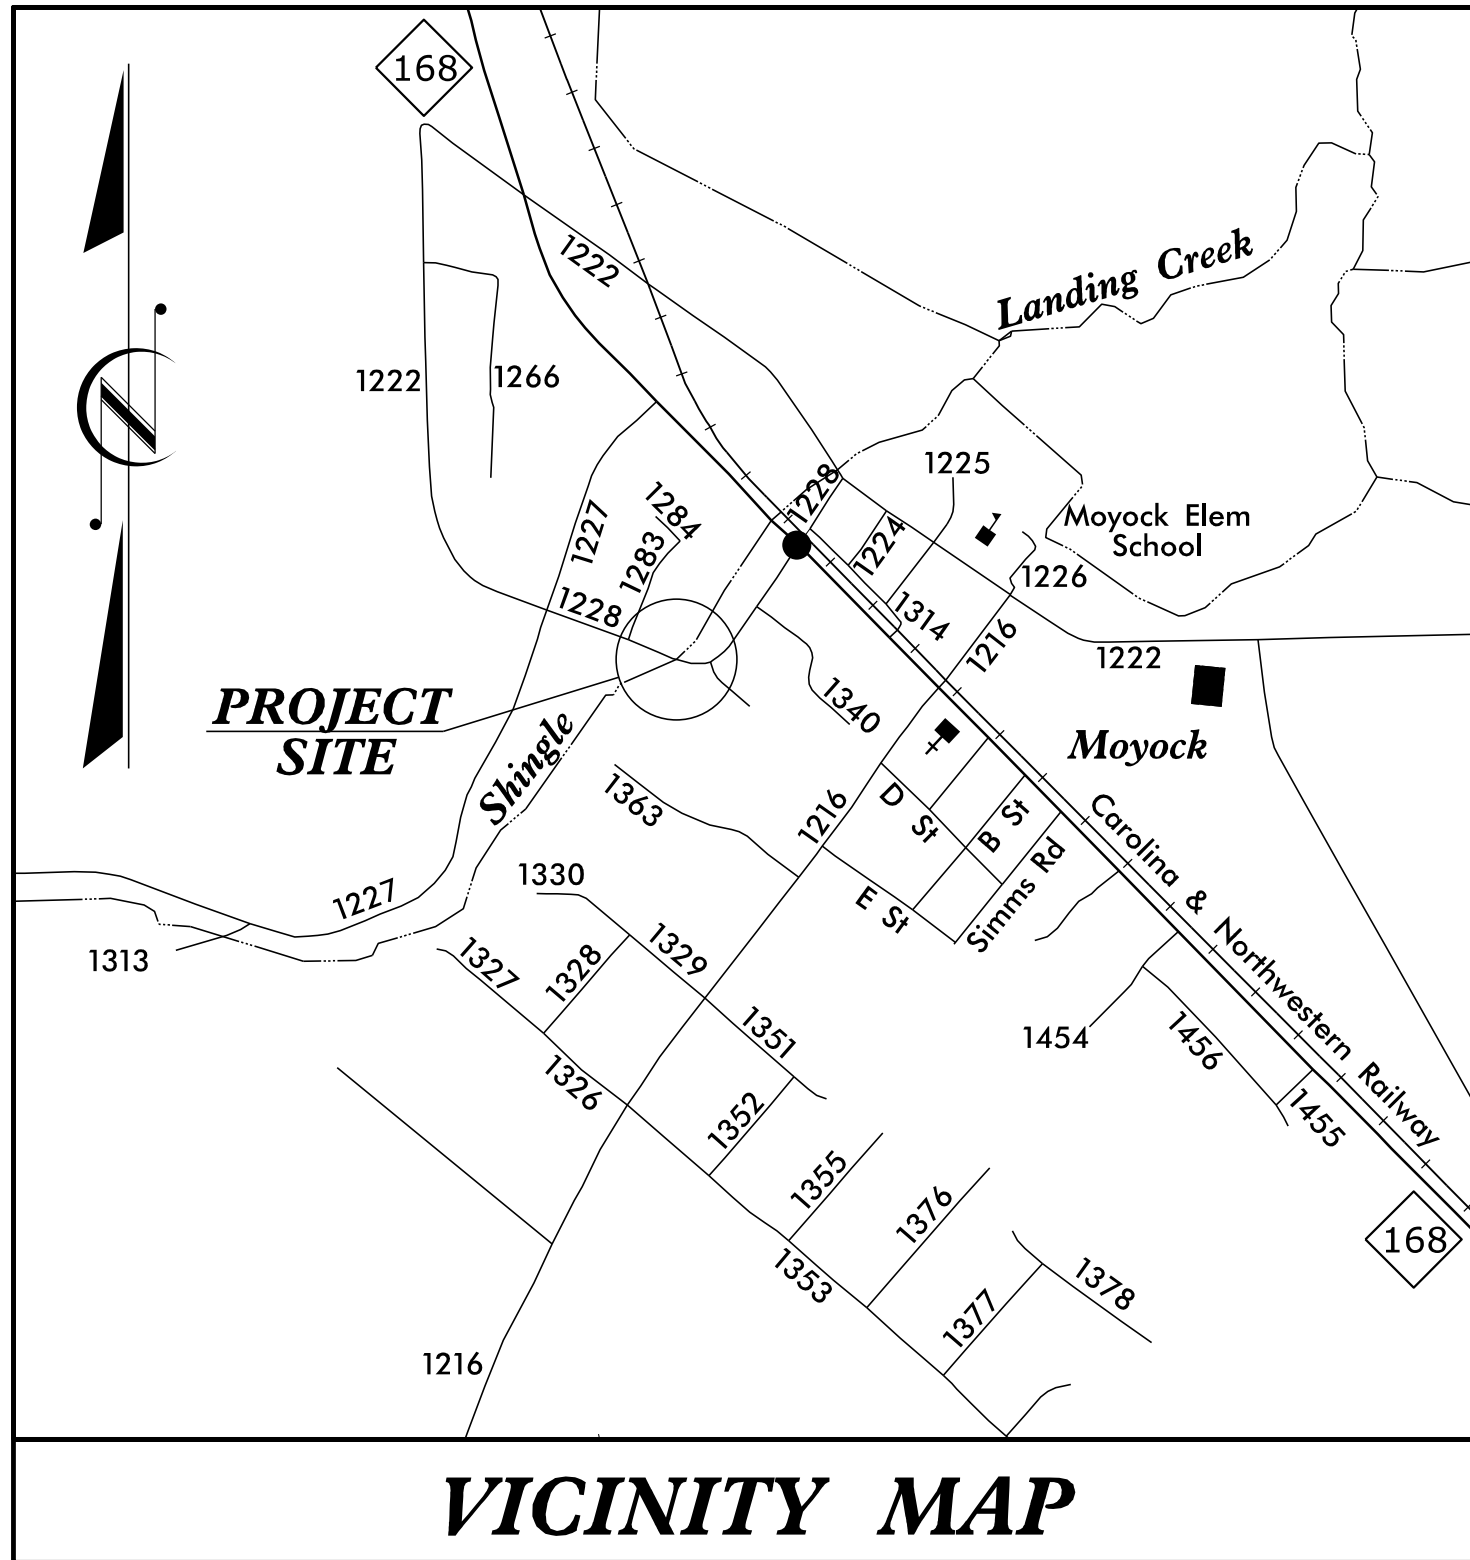 168
1222
Landing Creek
1222
1266
1225
1228
1284
1227
1224
1283
Moyock Elem
School
1226
1228
1314
1216
1222
1340
PROJECT
SITE
Shingle
Moyock
1363
1216
D St
B St
Carolina & Northwestern Railway
Simms Rd
E St
1330
1227
1313
1327
1328
1329
1351
1454
1456
1455
1326
1352
1355
1376
168
1353
1378
1377
1216
N
VICINITY MAP